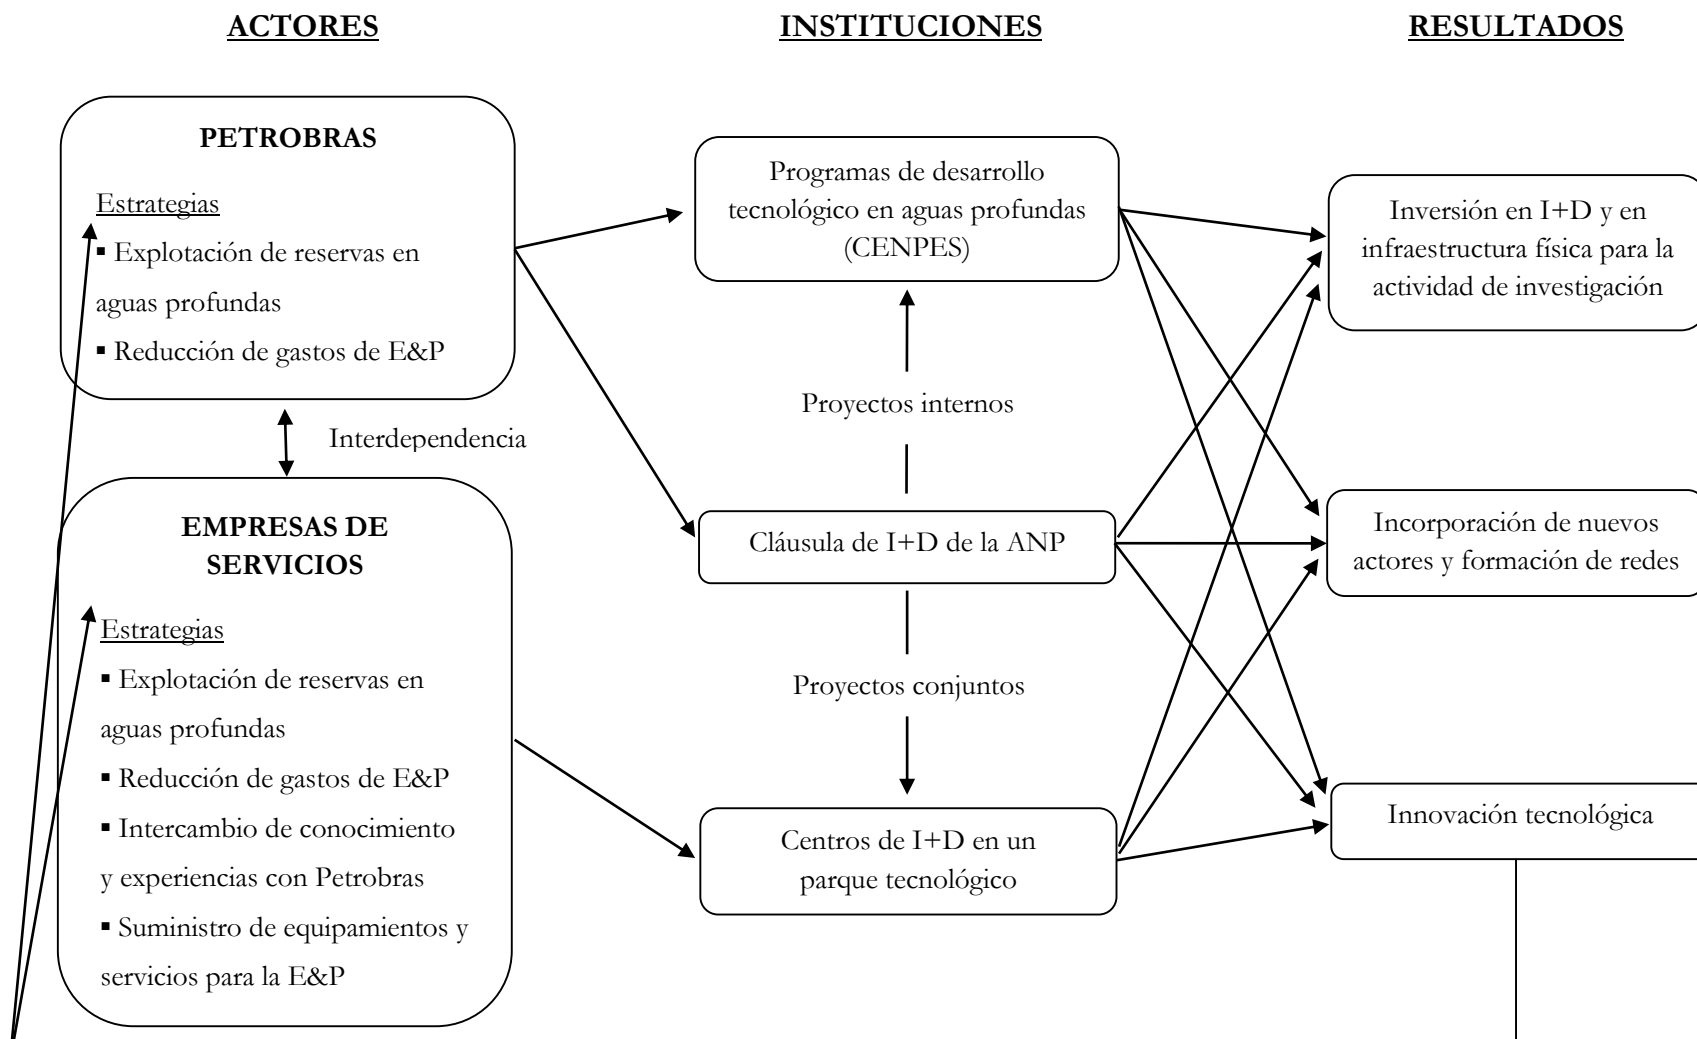 ACTORES
INSTITUCIONES
RESULTADOS
PETROBRAS
Estrategias
▪ Explotación de reservas en
aguas profundas
▪ Reducción de gastos de E&P
Interdependencia
EMPRESAS DE
SERVICIOS
Estrategias
▪ Explotación de reservas en
aguas profundas
▪ Reducción de gastos de E&P
▪ Intercambio de conocimiento
y experiencias con Petrobras
▪ Suministro de equipamientos y
servicios para la E&P
Programas de desarrollo
tecnológico en aguas profundas
(CENPES)
Proyectos internos
Cláusula de I+D de la ANP
Proyectos conjuntos
Centros de I+D en un
parque tecnológico
Inversión en I+D y en
infraestructura física para la
actividad de investigación
Incorporación de nuevos
actores y formación de redes
Innovación tecnológica